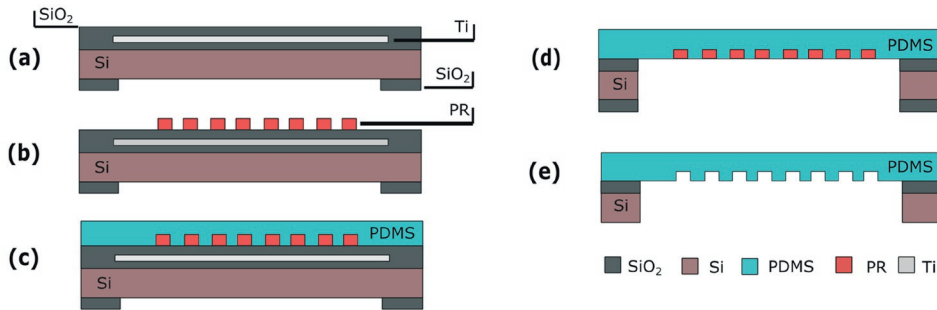 SiO2
Ti
(a)
Si
SiO2
PR
(b)
Si
PDMS
(c)
Si
PDMS
(d)
Si
PDMS
(e)
Si
SiO2 Si PDMS PR Ti